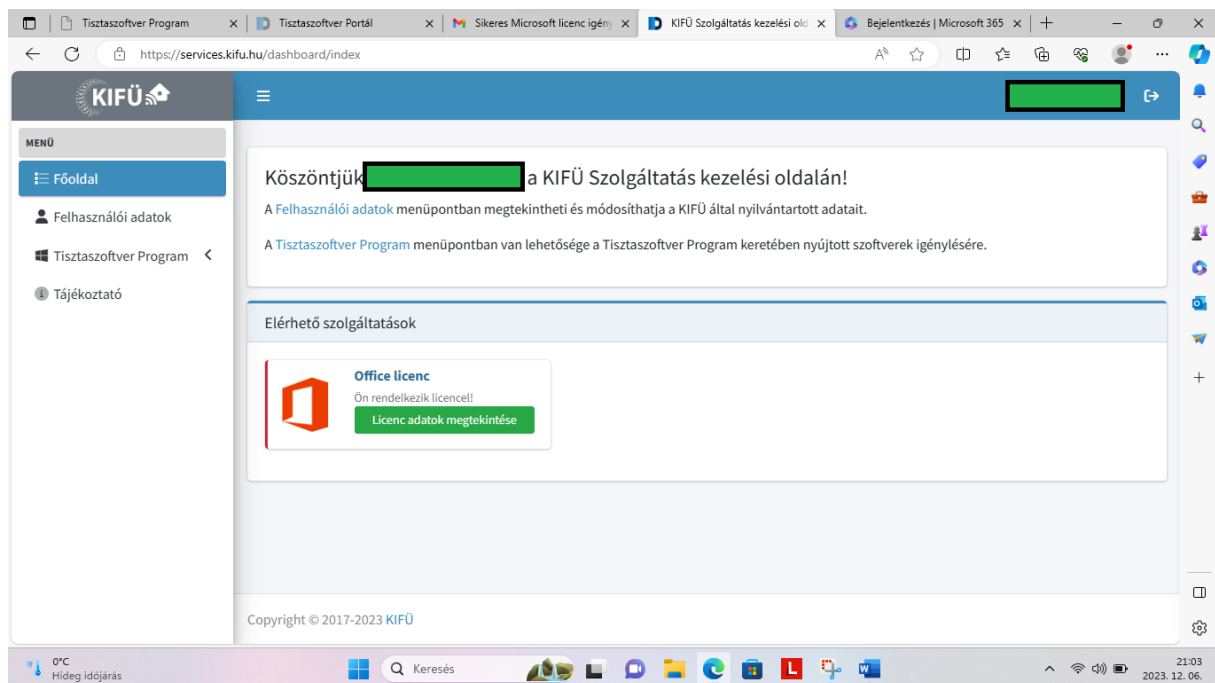 Tisztaszoftver Program
Tisztaszoftver Portál
Sikeres Microsoft licenc igény
KIFÜ Szolgáltatás kezelési old
Bejelentkezés | Microsoft 365
https://services.kifu.hu/dashboard/index
KIFÜ
MENÜ
Főoldal
Felhasználói adatok
Tisztaszoftver Program
Tájékoztató
Köszöntjük a KIFÜ Szolgáltatás kezelési oldalán!
A Felhasználói adatok menüpontban megtekintheti és módosíthatja a KIFÜ által nyilvántartott adatait.
A Tisztaszoftver Program menüpontban van lehetősége a Tisztaszoftver Program keretében nyújtott szoftverek igénylésére.
Elérhető szolgáltatások
Office licenc
Ön rendelkezik licencel!
Licenc adatok megtekintése
Copyright © 2017-2023 KIFÜ
0°C
Hideg időjárás
Keresés
21:03
2023. 12. 06.